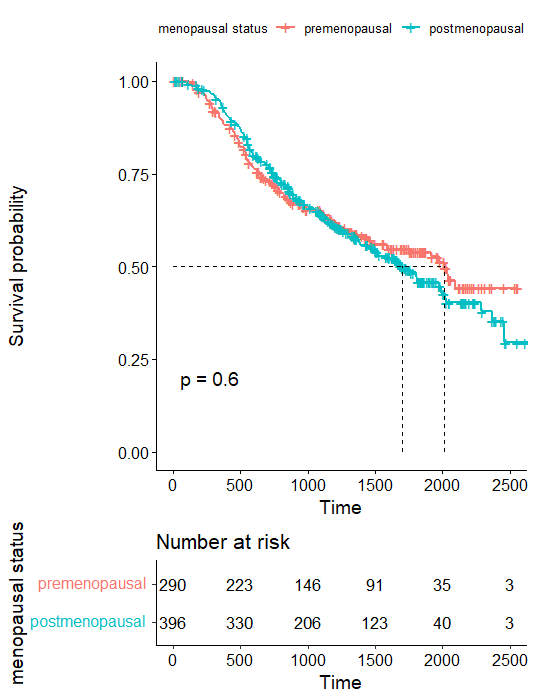 menopausal status premenopausal postmenopausal
1.00
0.75
0.50
0.25
0.00
Survival probability
p = 0.6
0 500 1000 1500 2000 2500
Time
Number at risk
menopausal status
premenopausal 290 223 146 91 35 3
postmenopausal 396 330 206 123 40 3
0 500 1000 1500 2000 2500
Time